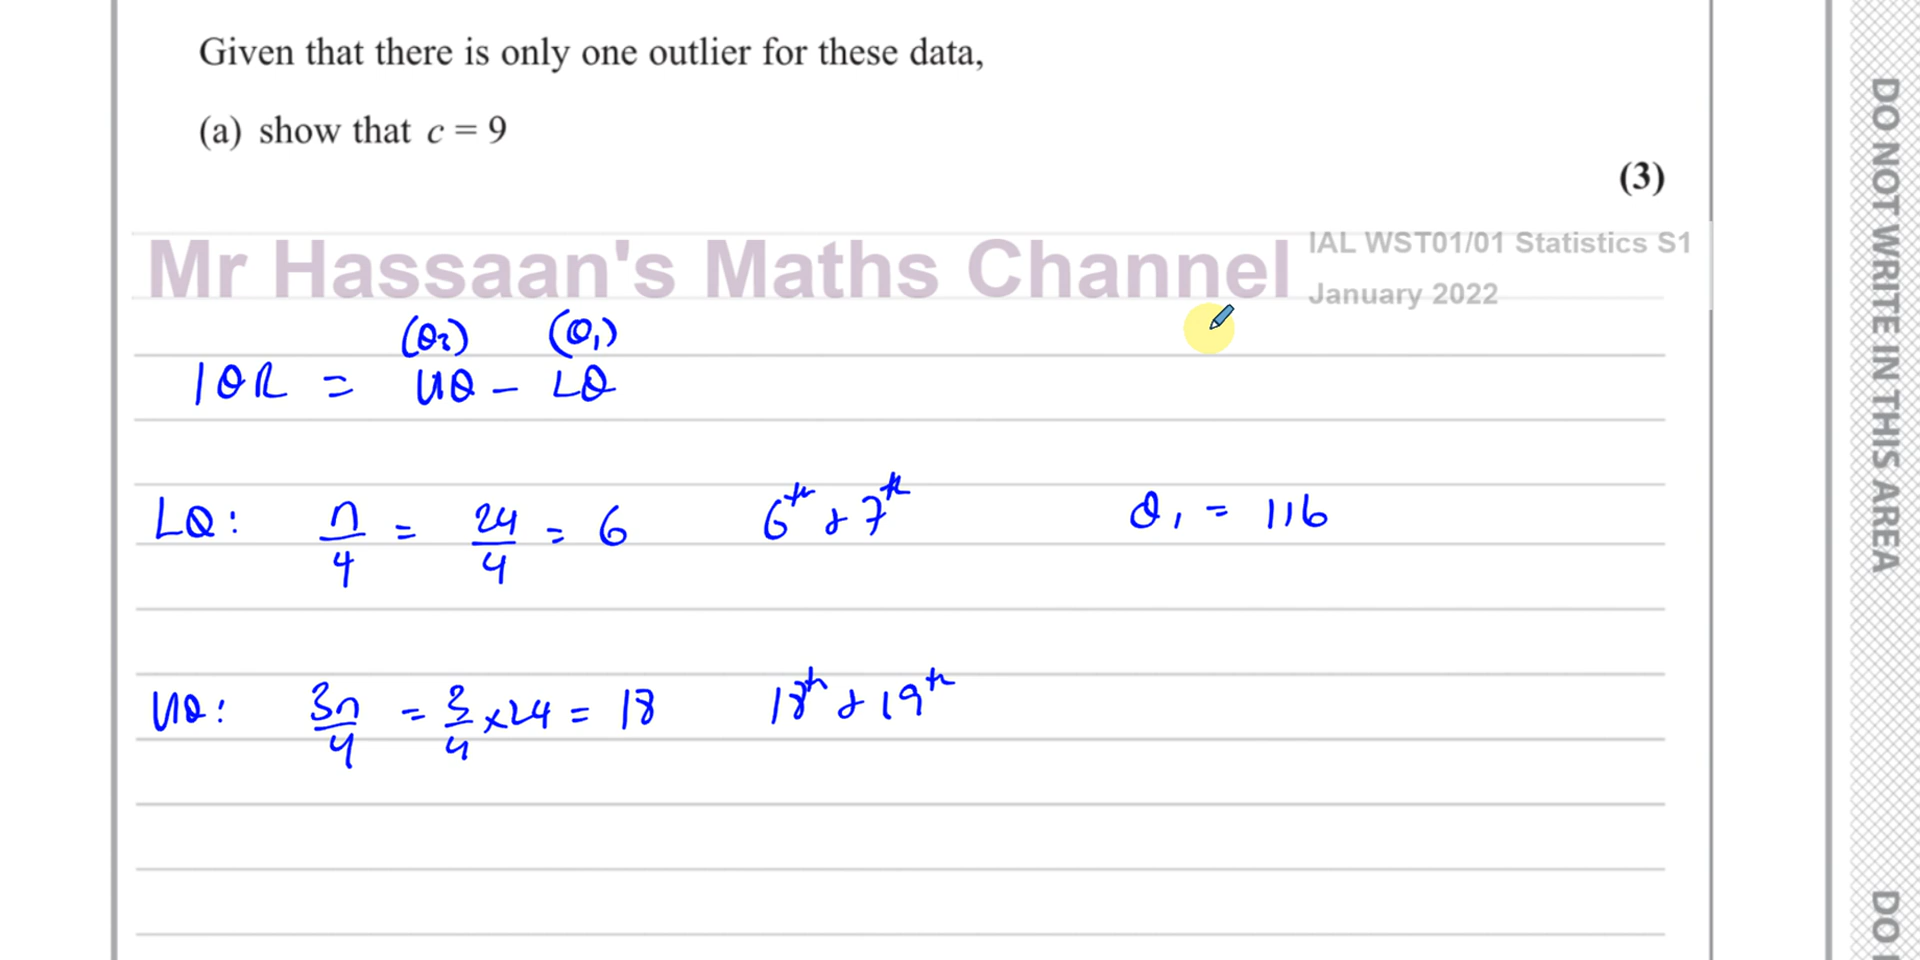 Given that there is only one outlier for these data,
(a) show that c = 9
(3)
Mr Hassaan's Maths Channel
IAL WST01/01 Statistics S1
January 2022
(Q₃) (Q₁)
IQR = UQ - LQ
LQ: n/4 = 24/4 = 6 6th & 7th Q₁ = 116
UQ: 3n/4 = 3/4 × 24 = 18 18th & 19th
DO NOT WRITE IN THIS AREA
DO